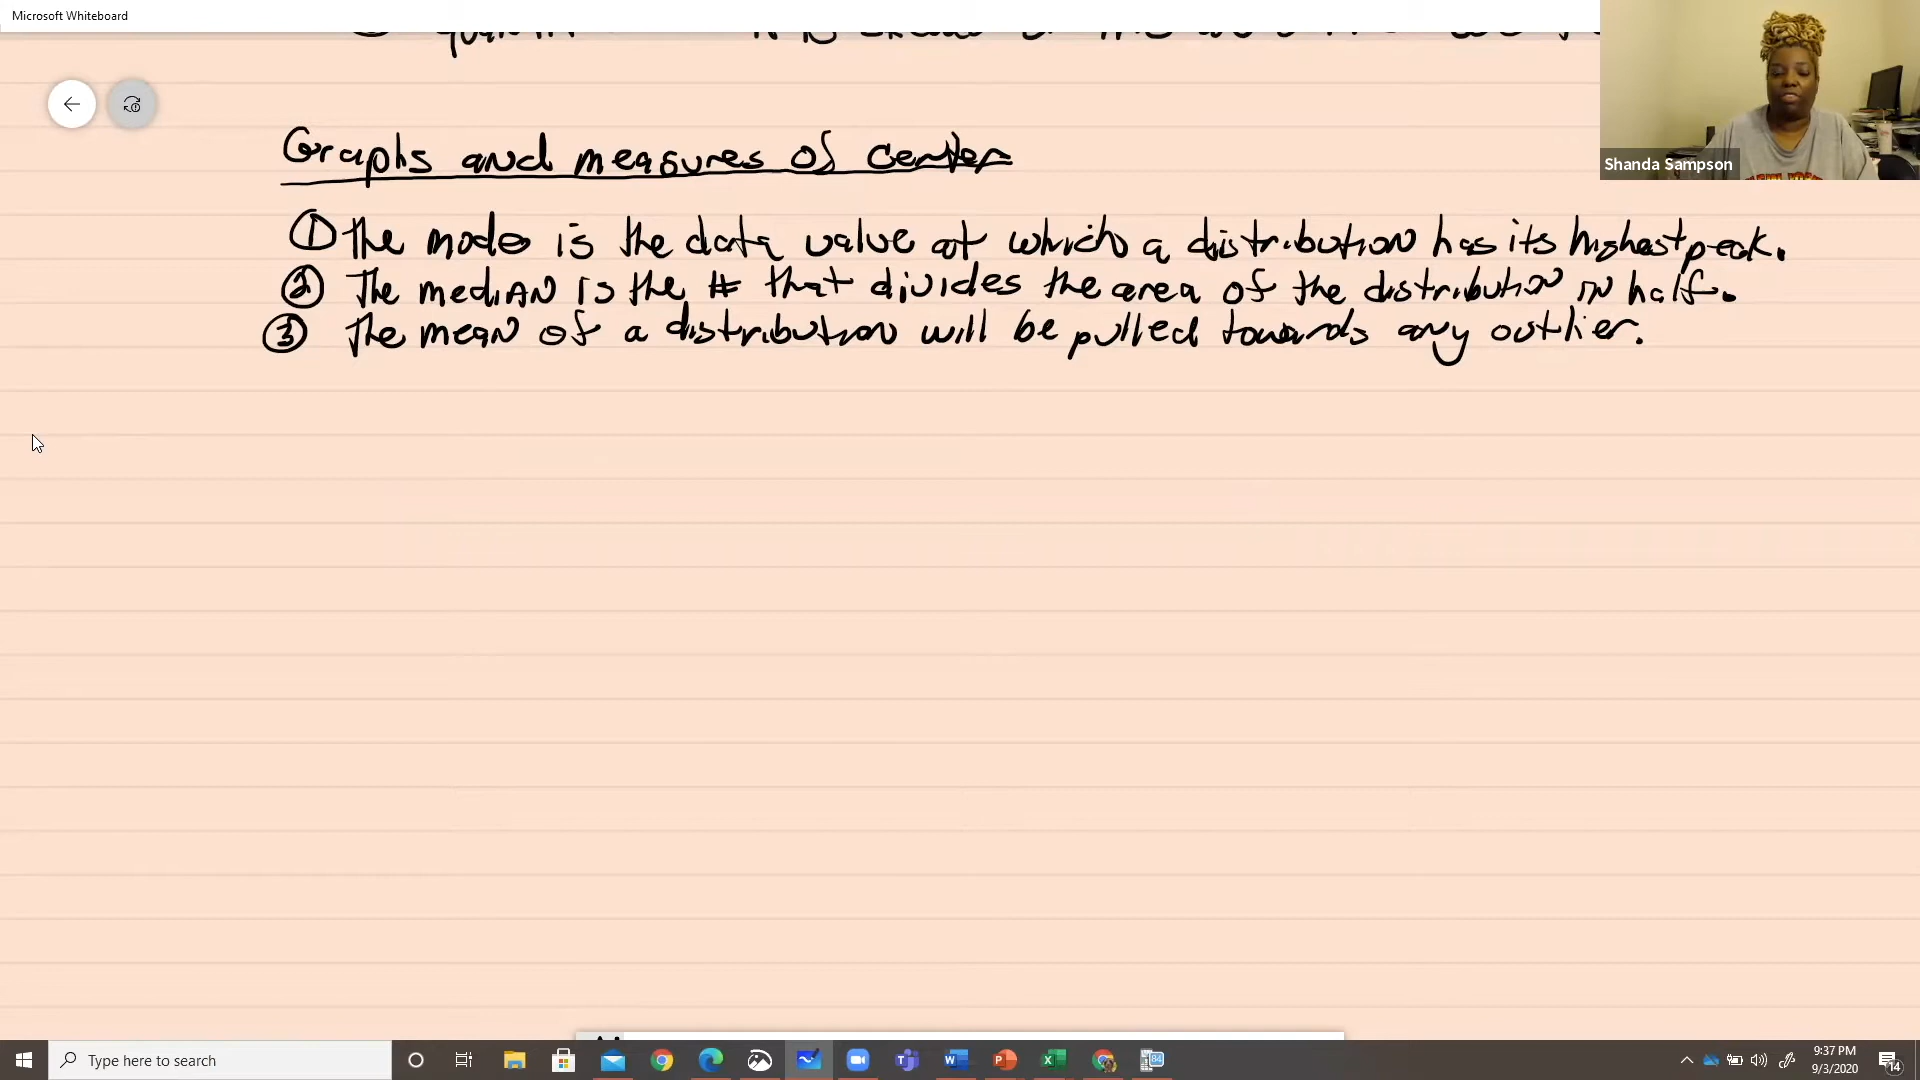 Microsoft Whiteboard
Shanda Sampson
Graphs and measures of center
① The mode is the data value at which a distribution has its highest peak.
② The mediAN is the # that divides the area of the distribution in half.
③ The mean of a distribution will be pulled towards any outlier.
Type here to search
84
9:37 PM
9/3/2020
14